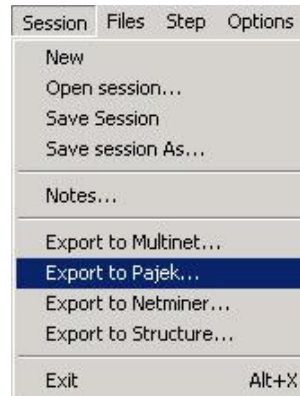 Session Files Step Options
New
Open session...
Save Session
Save session As...
Notes...
Export to Multinet...
Export to Pajek...
Export to Netminer...
Export to Structure...
Exit Alt+X